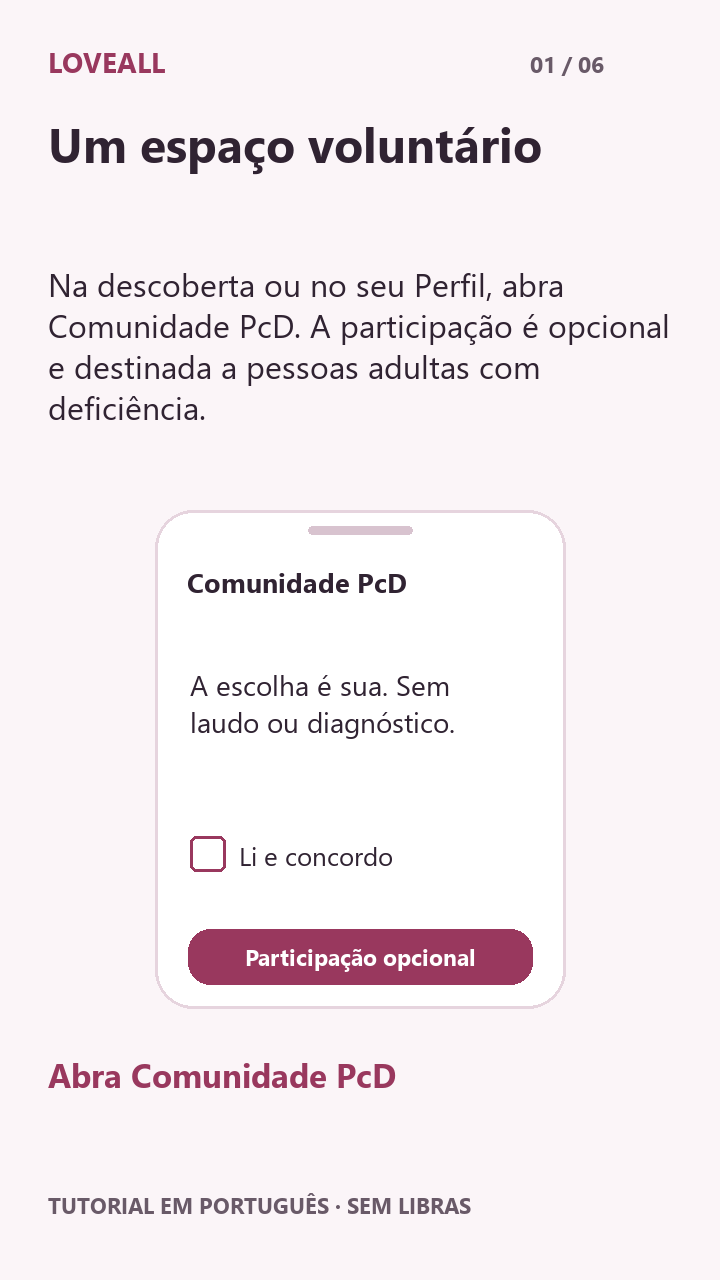 LOVEALL
01 / 06
Um espaço voluntário
Na descoberta ou no seu Perfil, abra
Comunidade PcD. A participação é opcional
e destinada a pessoas adultas com
deficiência.
Comunidade PcD
A escolha é sua. Sem
laudo ou diagnóstico.
Li e concordo
Participação opcional
Abra Comunidade PcD
TUTORIAL EM PORTUGUÊS · SEM LIBRAS